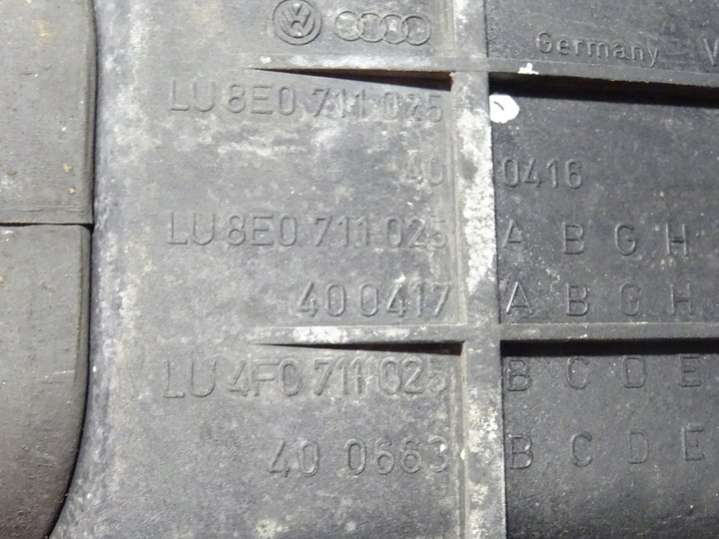 Germany
LU 8E0 711 025
40 0416
LU 8E0 711 025 A B G H
40 0417 A B G H
LU 4F0 711 025 B C D E
40 0663 B C D E